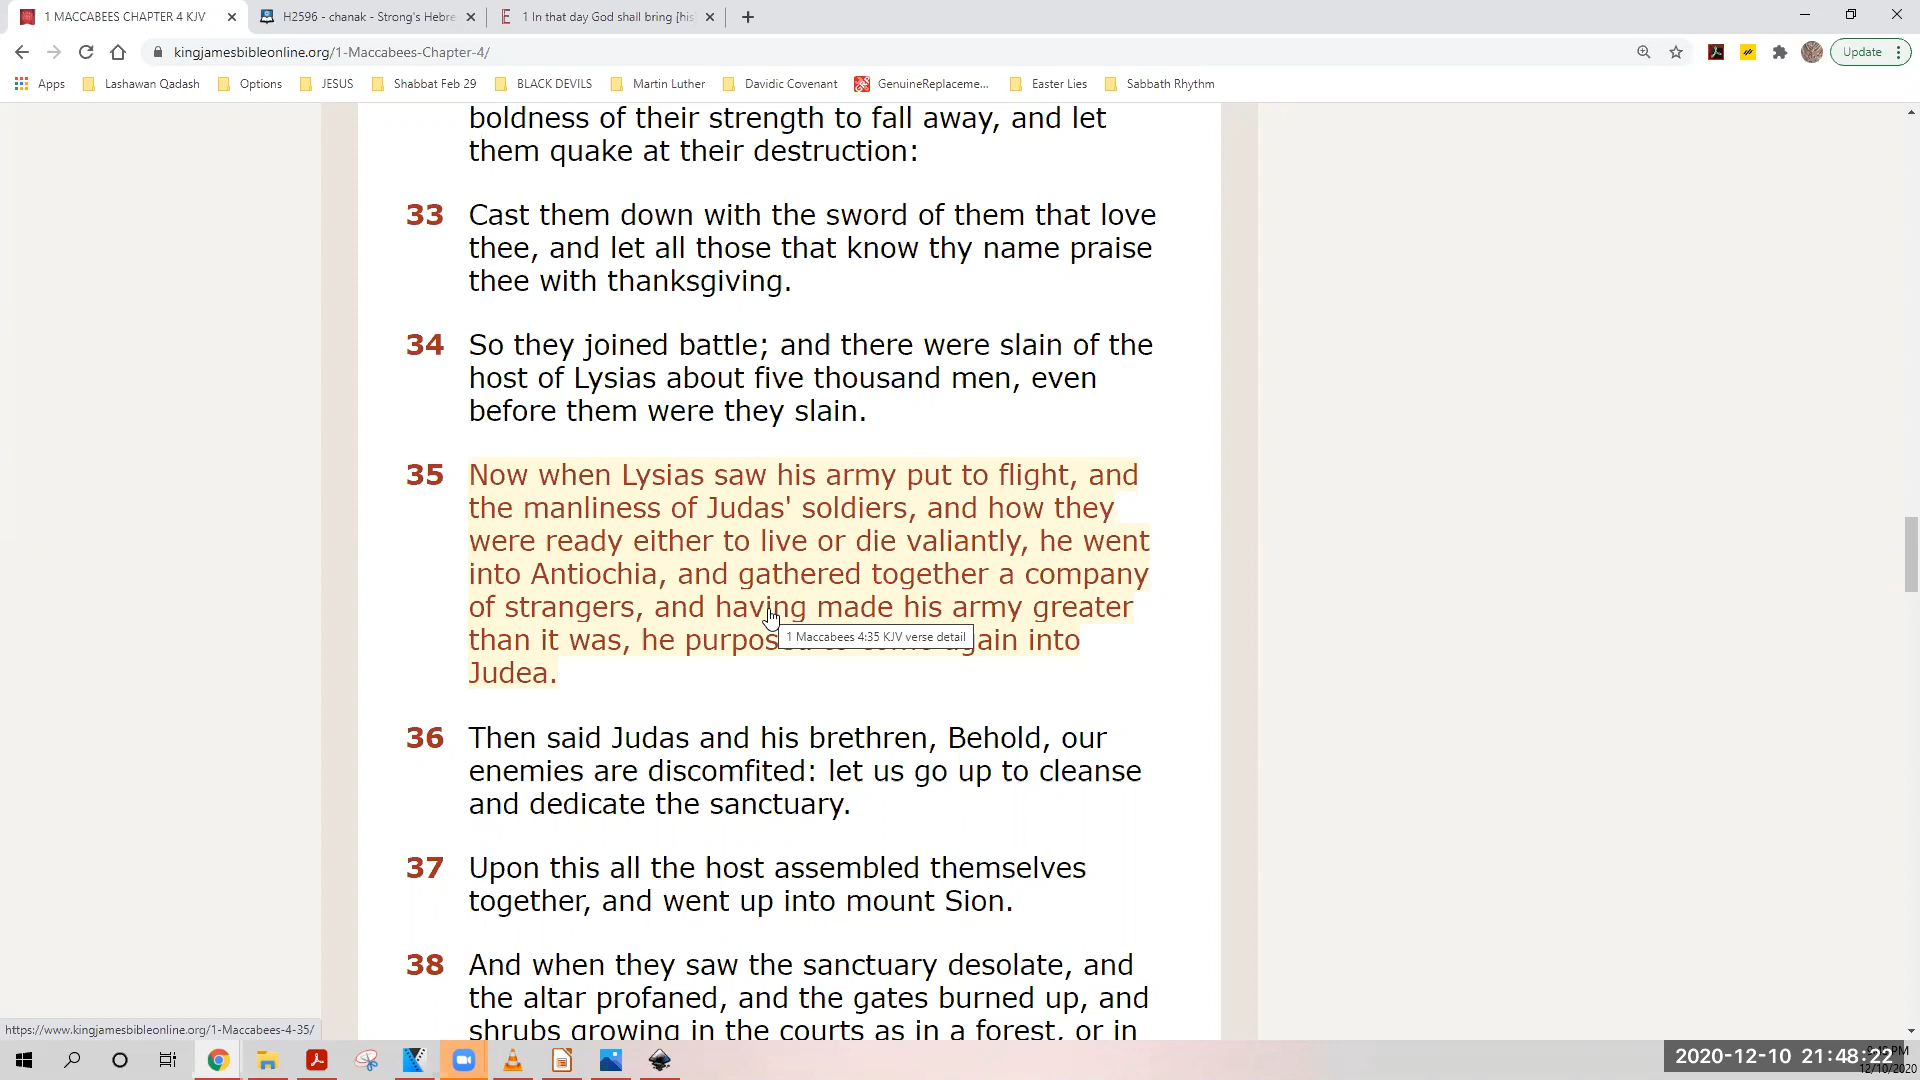 1 MACCABEES CHAPTER 4 KJV
H2596 - chanak - Strong's Hebre
1 In that day God shall bring [his
kingjamesbibleonline.org/1-Maccabees-Chapter-4/
Update
Apps
Lashawan Qadash
Options
JESUS
Shabbat Feb 29
BLACK DEVILS
Martin Luther
Davidic Covenant
GenuineReplaceme...
Easter Lies
Sabbath Rhythm
boldness of their strength to fall away, and let
them quake at their destruction:
33 Cast them down with the sword of them that love
thee, and let all those that know thy name praise
thee with thanksgiving.
34 So they joined battle; and there were slain of the
host of Lysias about five thousand men, even
before them were they slain.
35 Now when Lysias saw his army put to flight, and
the manliness of Judas' soldiers, and how they
were ready either to live or die valiantly, he went
into Antiochia, and gathered together a company
of strangers, and having made his army greater
than it was, he purposed to come again into
1 Maccabees 4:35 KJV verse detail
Judea.
36 Then said Judas and his brethren, Behold, our
enemies are discomfited: let us go up to cleanse
and dedicate the sanctuary.
37 Upon this all the host assembled themselves
together, and went up into mount Sion.
38 And when they saw the sanctuary desolate, and
the altar profaned, and the gates burned up, and
shrubs growing in the courts as in a forest, or in
https://www.kingjamesbibleonline.org/1-Maccabees-4-35/
2020-12-10 21:48:22
12/10/2020